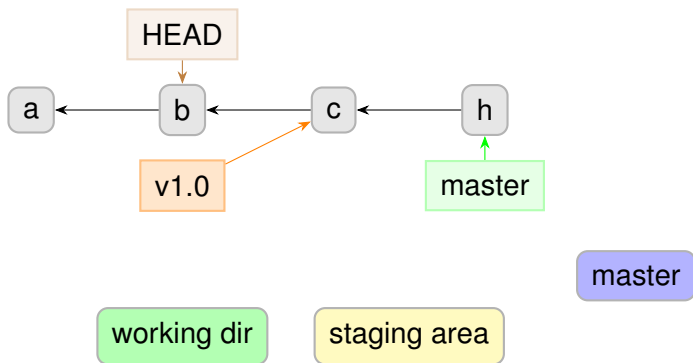 HEAD
a
b
c
h
v1.0
master
master
working dir
staging area